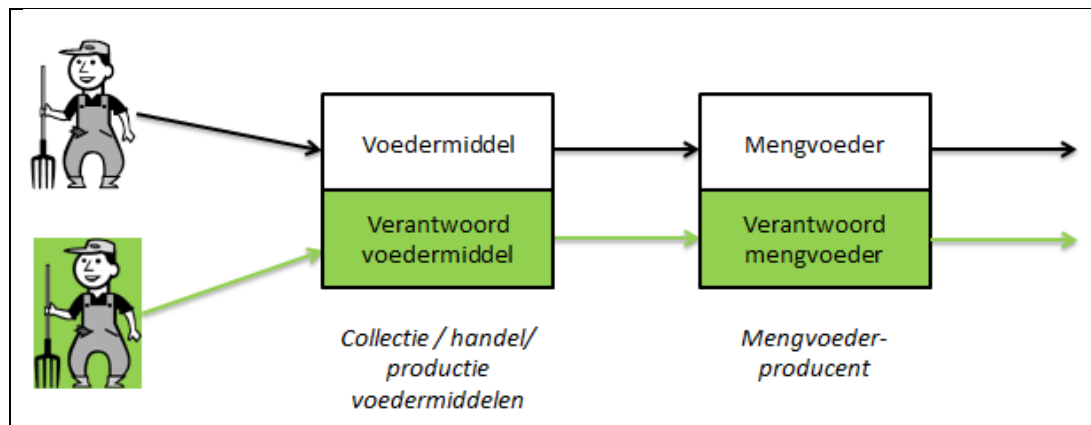 Voedermiddel
Mengvoeder
Verantwoord
voedermiddel
Verantwoord
mengvoeder
Collectie / handel/
productie
voedermiddelen
Mengvoeder-
producent